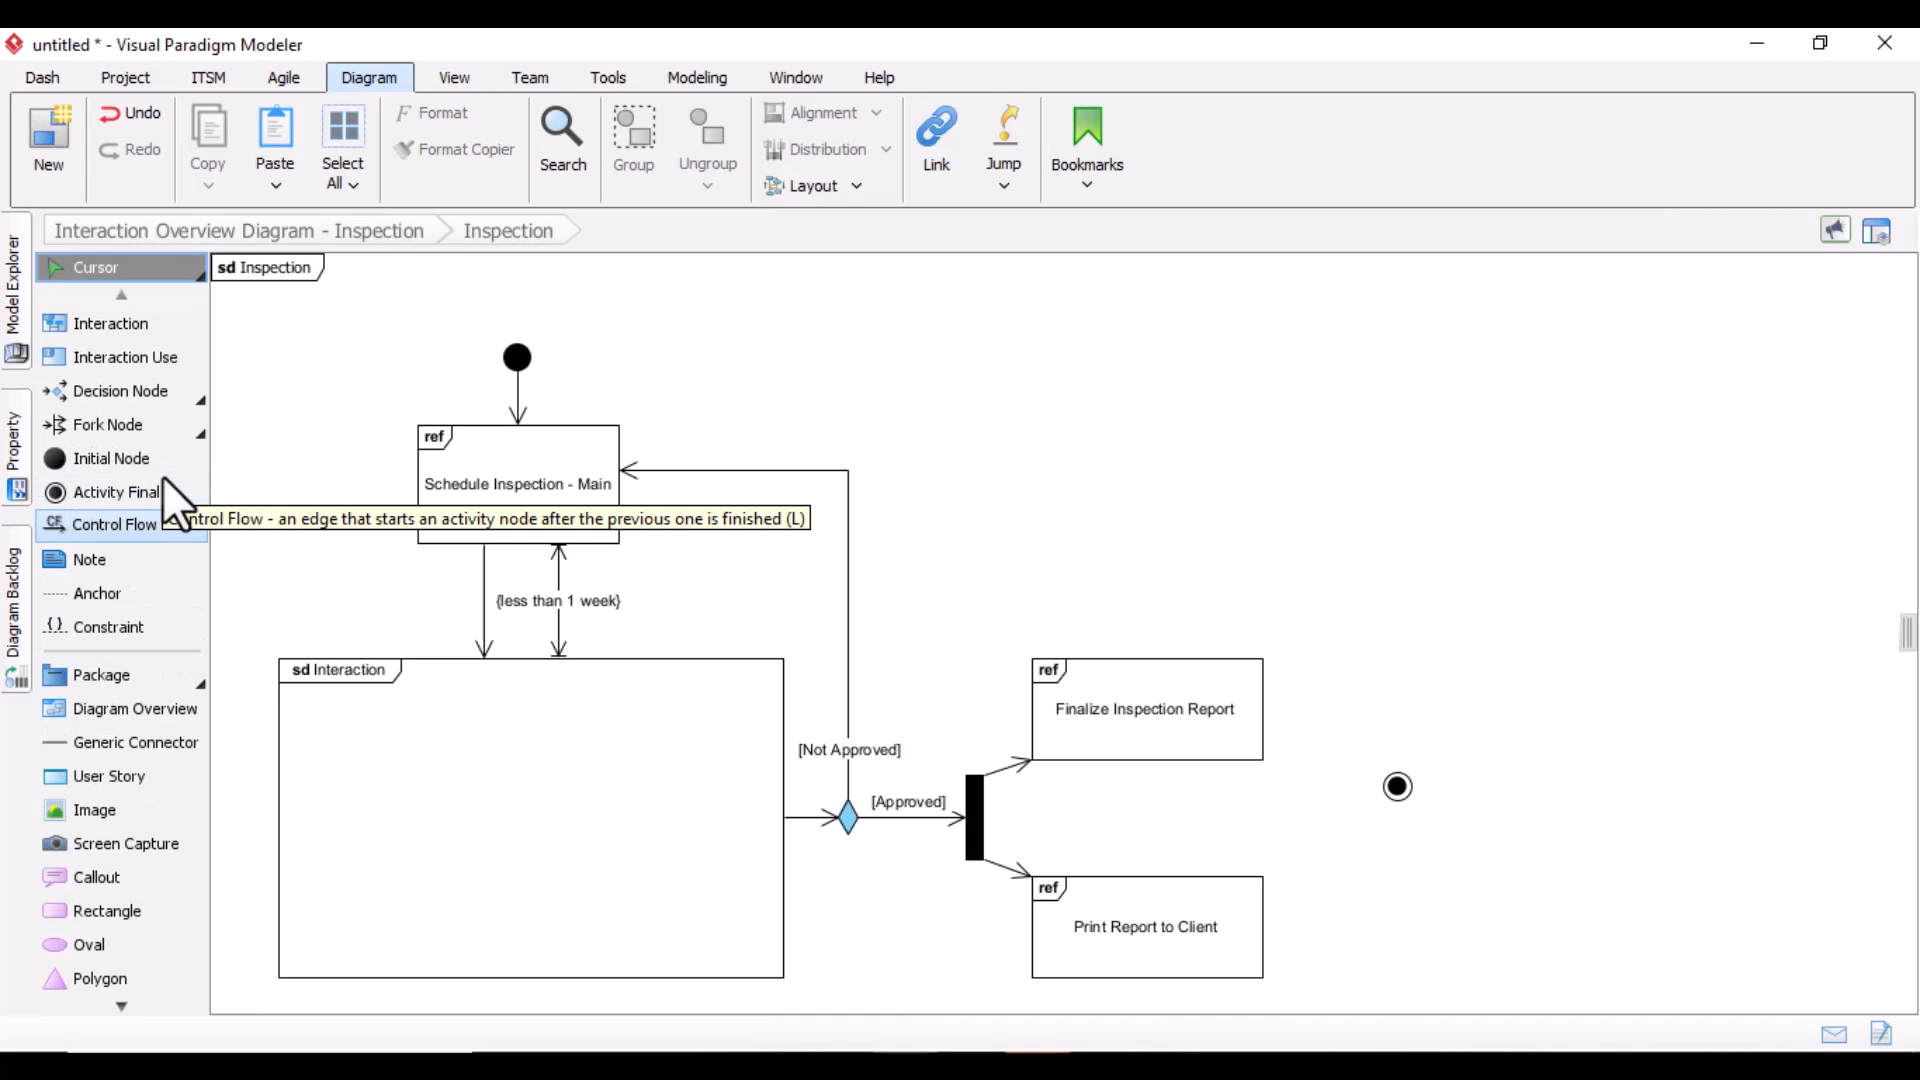 untitled * - Visual Paradigm Modeler
Dash Project ITSM Agile Diagram View Team Tools Modeling Window Help
New
Undo
Redo
Copy
Paste
Select
All
Format
Format Copier
Search
Group
Ungroup
Alignment
Distribution
Layout
Link
Jump
Bookmarks
Interaction Overview Diagram - Inspection Inspection
Model Explorer
Property
Diagram Backlog
Cursor
Interaction
Interaction Use
Decision Node
Fork Node
Initial Node
Activity Final
Control Flow
Note
Anchor
Constraint
Package
Diagram Overview
Generic Connector
User Story
Image
Screen Capture
Callout
Rectangle
Oval
Polygon
sd Inspection
ref
Schedule Inspection - Main
Flow - an edge that starts an activity node after the previous one is finished (L)
{less than 1 week}
sd Interaction
[Not Approved]
[Approved]
ref
Finalize Inspection Report
ref
Print Report to Client